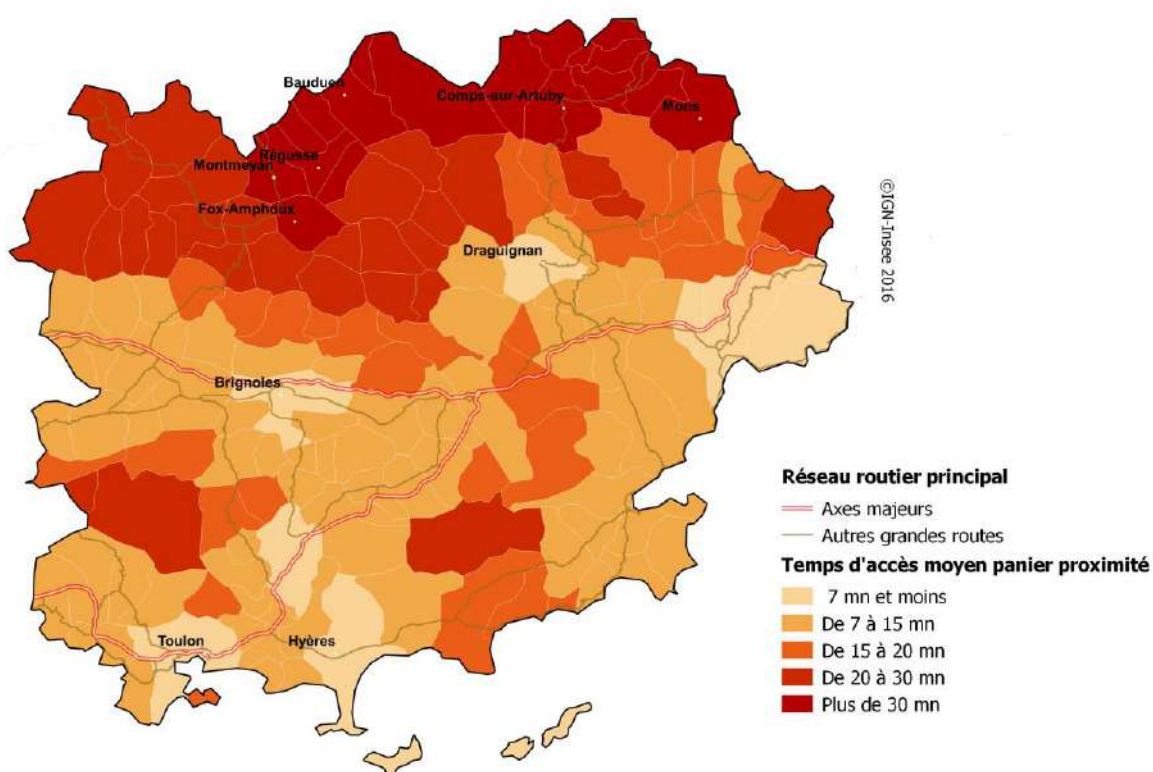 Bauduen
Comps-sur-Artuby
Mons
Régusse
Montmeyan
Fox-Amphoux
Draguignan
©IGN-Insee 2016
Brignoles
Toulon
Hyères
Réseau routier principal
Axes majeurs
Autres grandes routes
Temps d'accès moyen panier proximité
7 mn et moins
De 7 à 15 mn
De 15 à 20 mn
De 20 à 30 mn
Plus de 30 mn